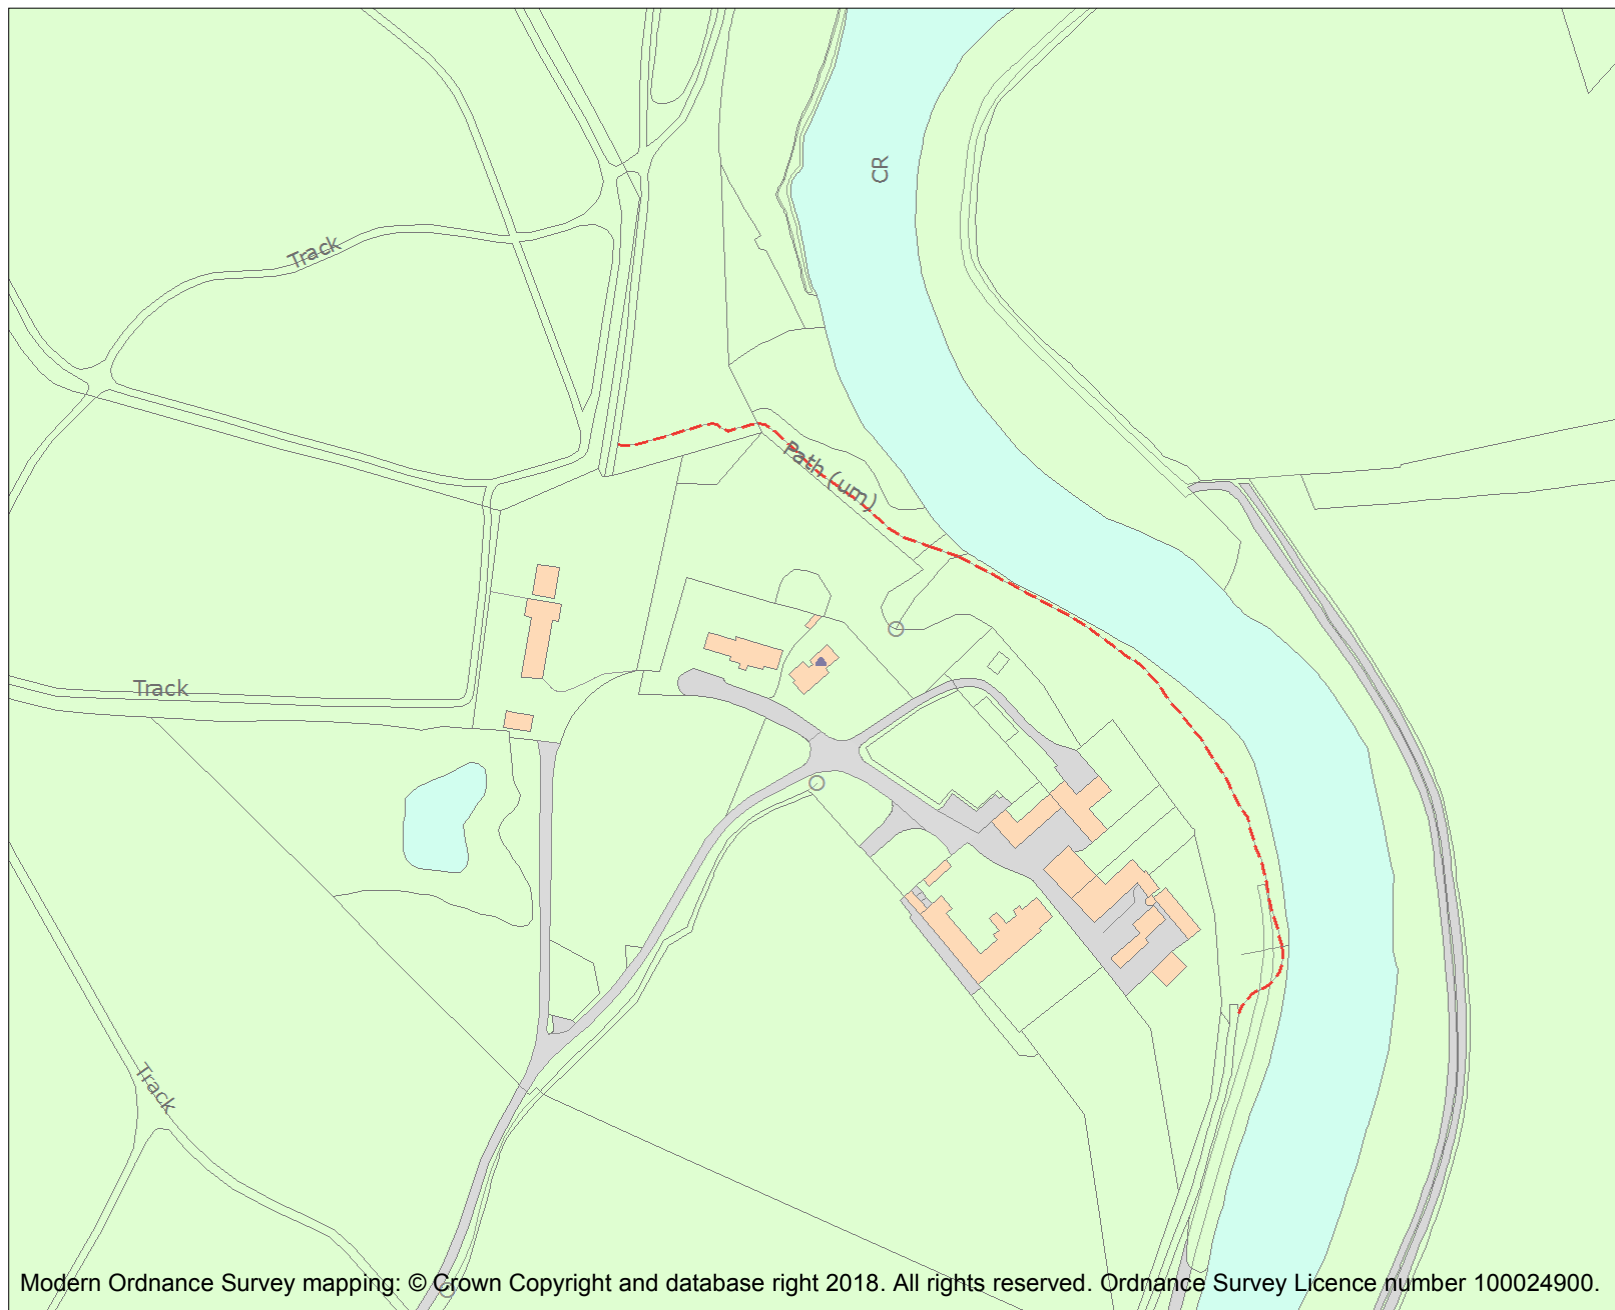 CR
Track
Path (um)
Track
Track
Modern Ordnance Survey mapping: © Crown Copyright and database right 2018. All rights reserved. Ordnance Survey Licence number 100024900.